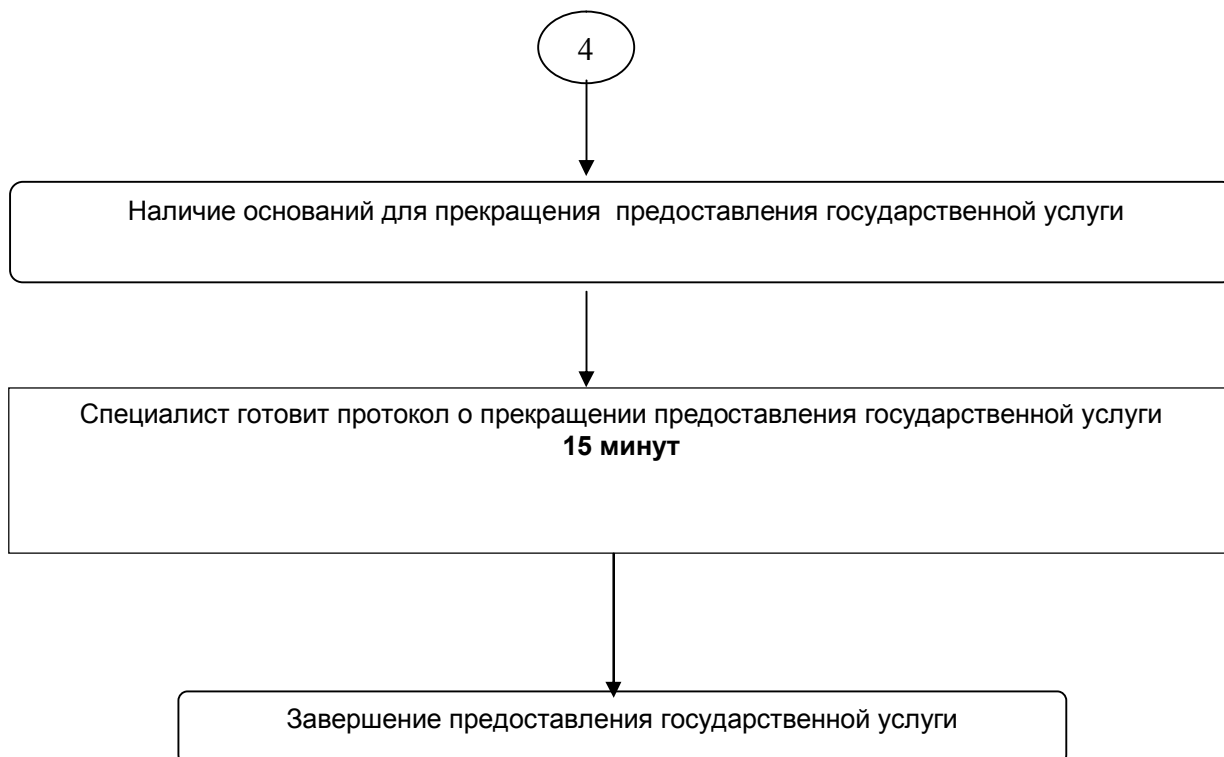 4
Наличие оснований для прекращения предоставления государственной услуги
Специалист готовит протокол о прекращении предоставления государственной услуги
15 минут
Завершение предоставления государственной услуги